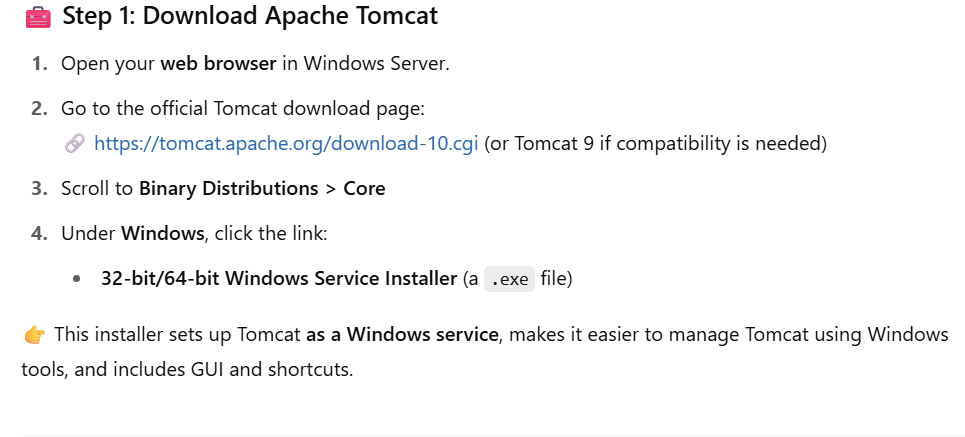 🧰 Step 1: Download Apache Tomcat
1. Open your web browser in Windows Server.
2. Go to the official Tomcat download page:
🔗 https://tomcat.apache.org/download-10.cgi (or Tomcat 9 if compatibility is needed)
3. Scroll to Binary Distributions > Core
4. Under Windows, click the link:
• 32-bit/64-bit Windows Service Installer (a .exe file)
👉 This installer sets up Tomcat as a Windows service, makes it easier to manage Tomcat using Windows
tools, and includes GUI and shortcuts.